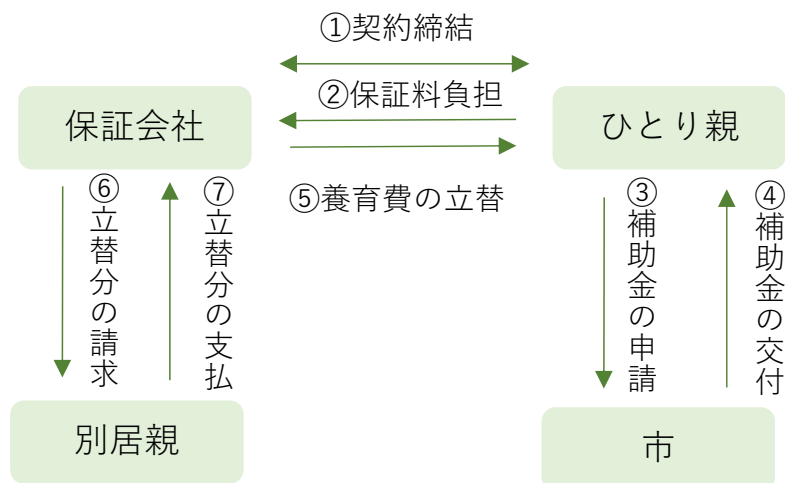 ①契約締結
②保証料負担
保証会社
ひとり親
⑤養育費の立替
⑥立替分の請求
⑦立替分の支払
③補助金の申請
④補助金の交付
別居親
市